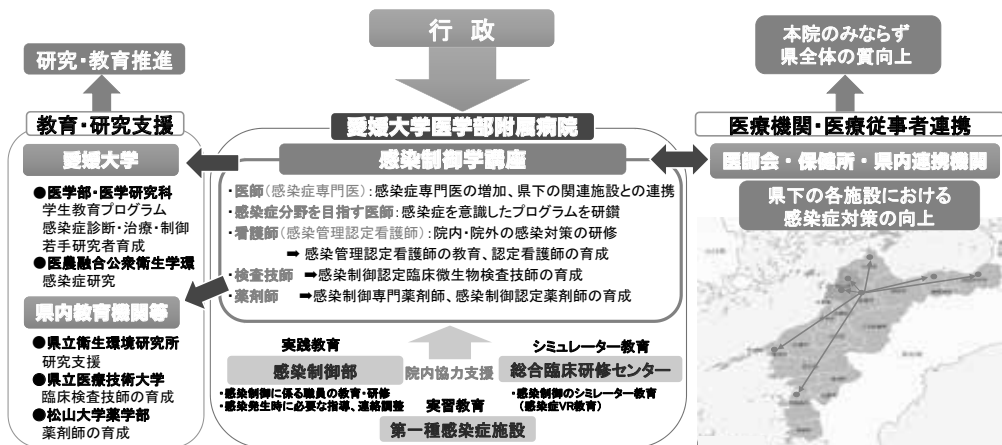 行 政
研究・教育推進
本院のみならず
県全体の質向上
教育・研究支援
愛媛大学
●医学部・医学研究科
学生教育プログラム
感染症診断・治療・制御
若手研究者育成
●医農融合公衆衛生学環
感染症研究
県内教育機関等
●県立衛生環境研究所
研究支援
●県立医療技術大学
臨床検査技師の育成
●松山大学薬学部
薬剤師の育成
愛媛大学医学部附属病院
感染制御学講座
・医師(感染症専門医):感染症専門医の増加、県下の関連施設との連携
・感染症分野を目指す医師:感染症を意識したプログラムを研鑽
・看護師(感染管理認定看護師):院内・院外の感染対策の研修
➡ 感染管理認定看護師の教育、認定看護師の育成
・検査技師 ➡感染制御認定臨床微生物検査技師の育成
・薬剤師 ➡感染制御専門薬剤師、感染制御認定薬剤師の育成
実践教育
感染制御部
・感染制御に係る職員の教育・研修
・感染発生時に必要な指導、連絡調整
院内協力支援
実習教育
第一種感染症施設
シミュレーター教育
総合臨床研修センター
・感染制御のシミュレーター教育
(感染症VR教育)
医療機関・医療従事者連携
医師会・保健所・県内連携機関
県下の各施設における
感染症対策の向上